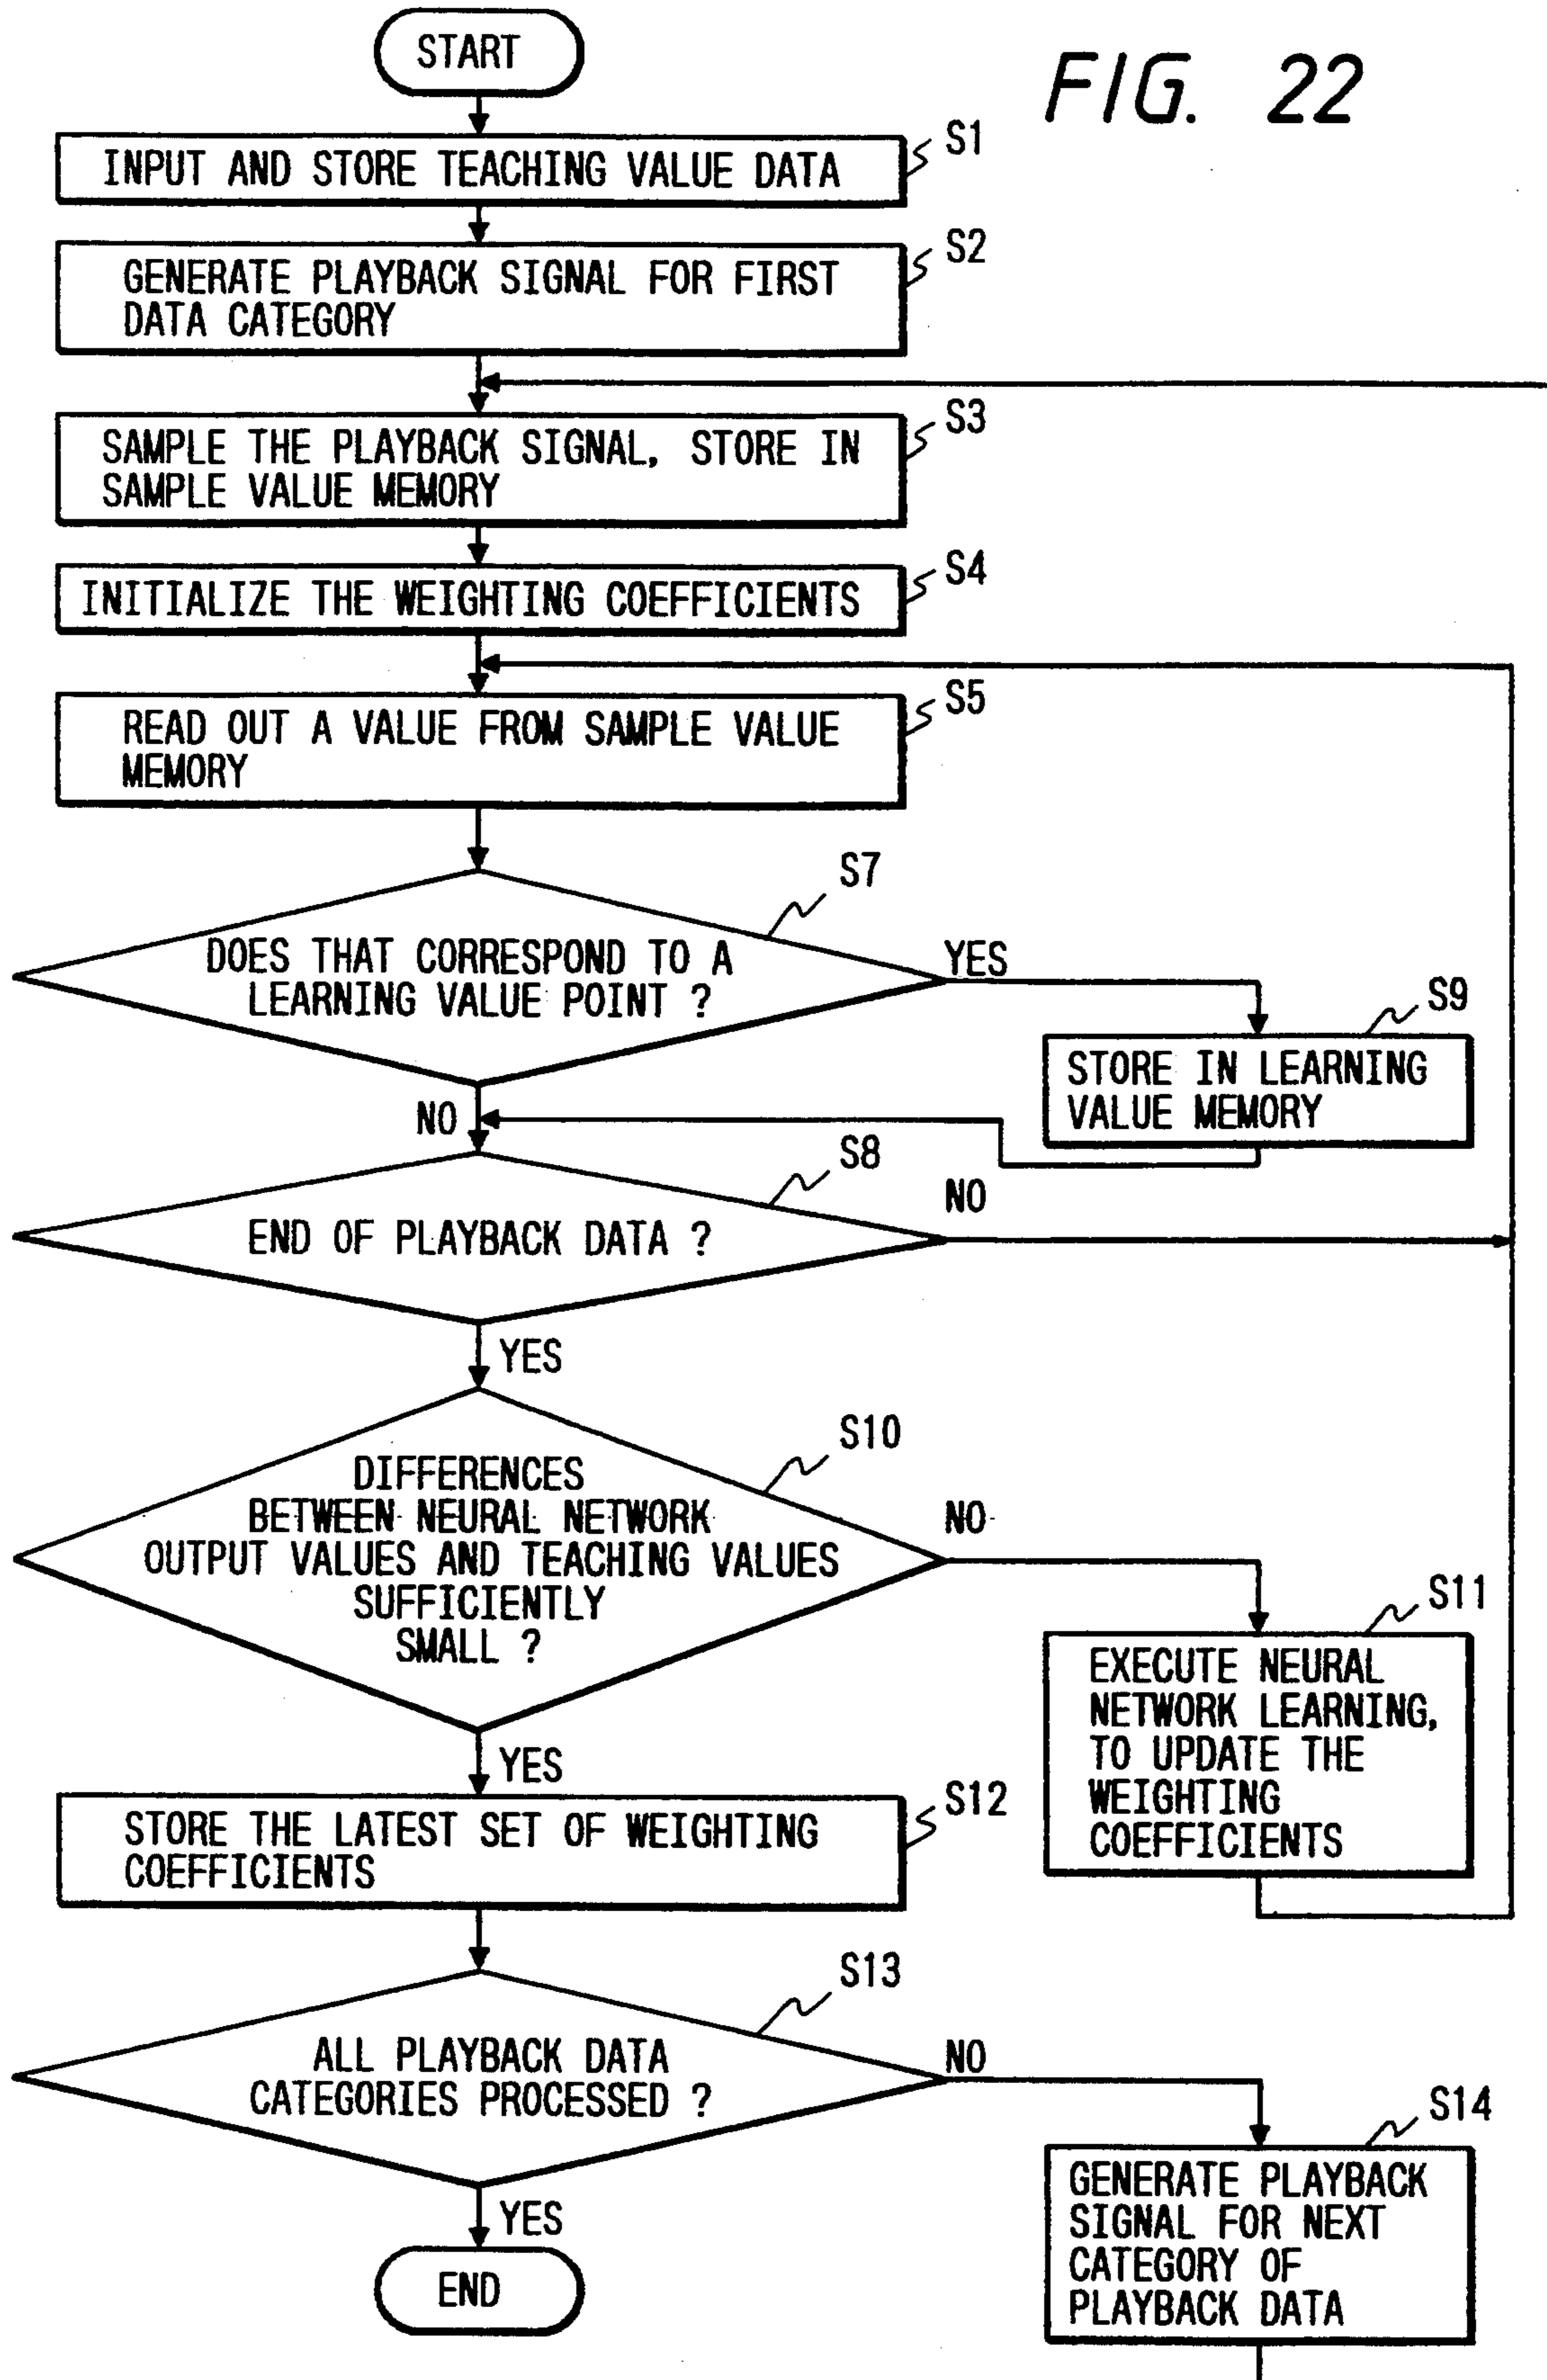 START
FIG. 22
S1
INPUT AND STORE TEACHING VALUE DATA
S2
GENERATE PLAYBACK SIGNAL FOR FIRST
DATA CATEGORY
S3
SAMPLE THE PLAYBACK SIGNAL, STORE IN
SAMPLE VALUE MEMORY
S4
INITIALIZE THE WEIGHTING COEFFICIENTS
S5
READ OUT A VALUE FROM SAMPLE VALUE
MEMORY
S7
DOES THAT CORRESPOND TO A
LEARNING VALUE POINT ?
YES
S9
STORE IN LEARNING
VALUE MEMORY
NO
S8
END OF PLAYBACK DATA ?
NO
YES
S10
DIFFERENCES
BETWEEN NEURAL NETWORK
OUTPUT VALUES AND TEACHING VALUES
SUFFICIENTLY
SMALL ?
NO
S11
EXECUTE NEURAL
NETWORK LEARNING,
TO UPDATE THE
WEIGHTING
COEFFICIENTS
YES
S12
STORE THE LATEST SET OF WEIGHTING
COEFFICIENTS
S13
ALL PLAYBACK DATA
CATEGORIES PROCESSED ?
NO
S14
GENERATE PLAYBACK
SIGNAL FOR NEXT
CATEGORY OF
PLAYBACK DATA
YES
END